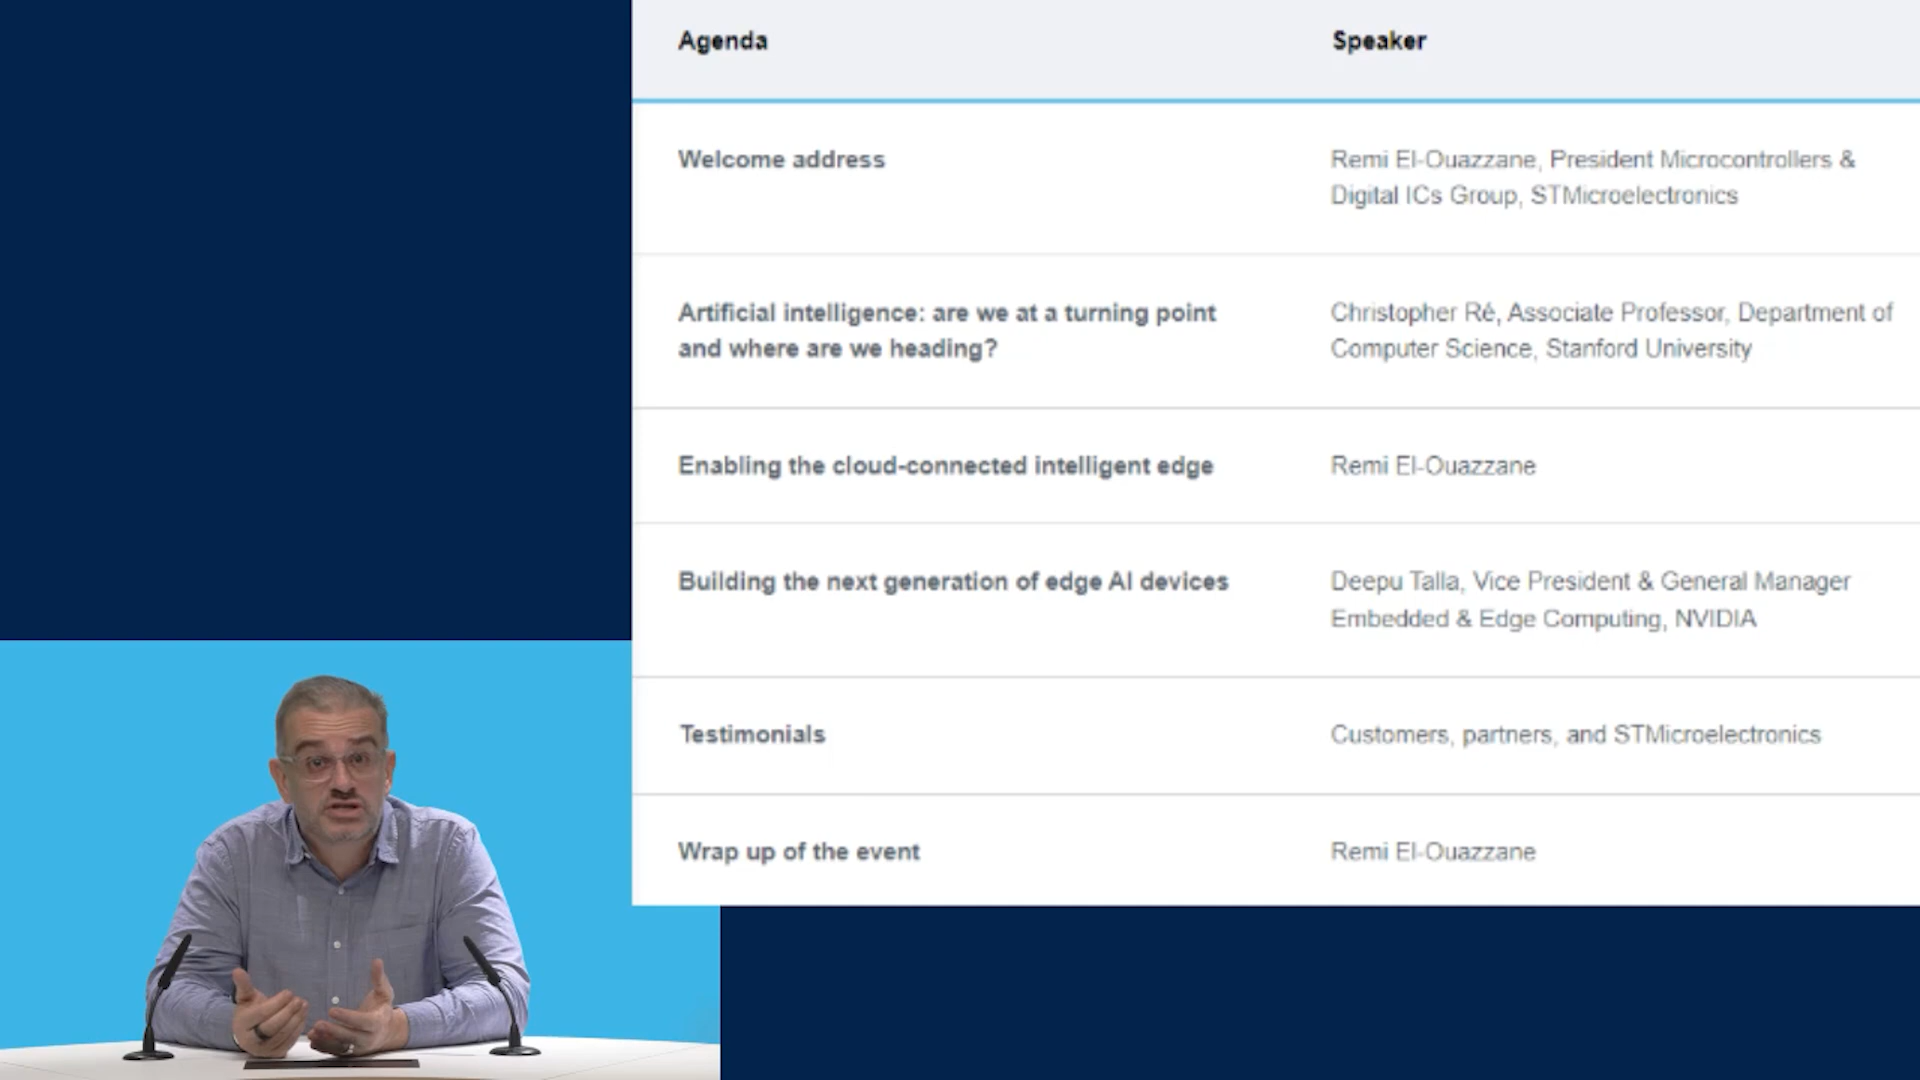 Agenda
Speaker
Welcome address
Remi El-Ouazzane, President Microcontrollers &
Digital ICs Group, STMicroelectronics
Artificial intelligence: are we at a turning point
and where are we heading?
Christopher Ré, Associate Professor, Department of
Computer Science, Stanford University
Enabling the cloud-connected intelligent edge
Remi El-Ouazzane
Building the next generation of edge AI devices
Deepu Talla, Vice President & General Manager
Embedded & Edge Computing, NVIDIA
Testimonials
Customers, partners, and STMicroelectronics
Wrap up of the event
Remi El-Ouazzane